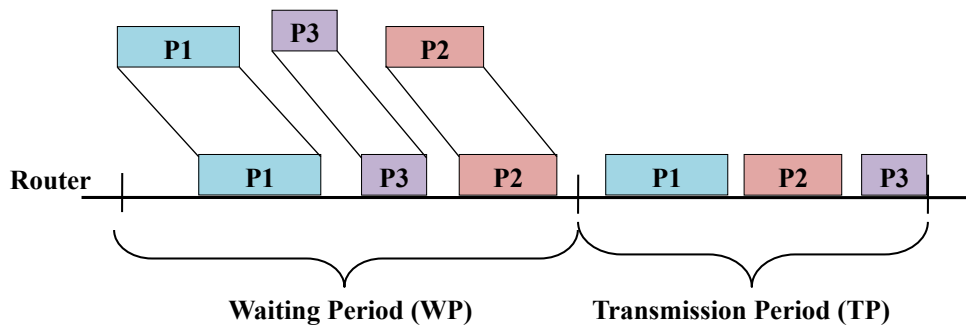 P1
P3
P2
Router
P1
P3
P2
P1
P2
P3
Waiting Period (WP)
Transmission Period (TP)